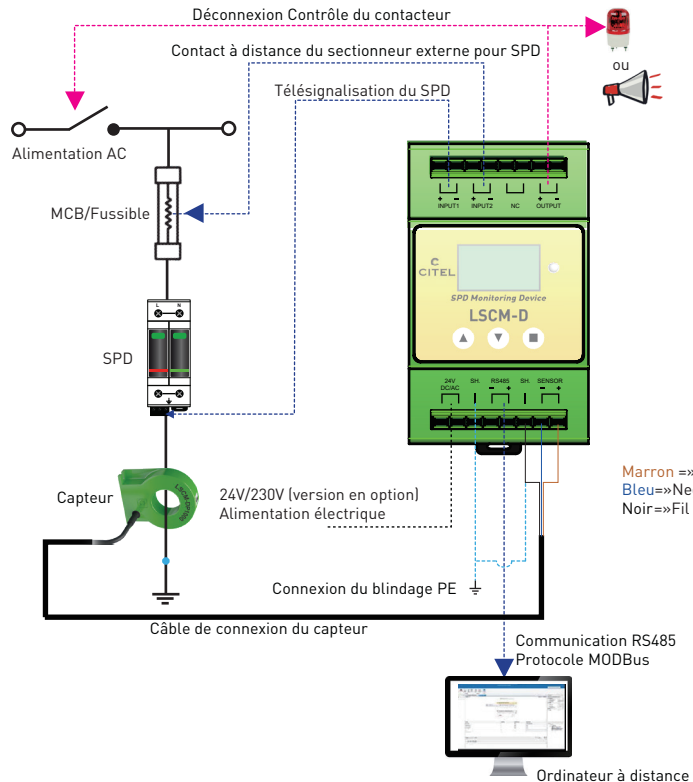 Déconnexion Contrôle du contacteur
ou
Contact à distance du sectionneur externe pour SPD
Télésignalisation du SPD
Alimentation AC
MCB/Fusible
+ - + - + -
INPUT1 INPUT2 NC OUTPUT
CITEL
SPD Monitoring Device
LSCM-D
L N
SPD
24V SH. RS485 SH. SENSOR
DC/AC - + - +
Capteur
LSCM-DP1500
24V/230V (version en option)
Alimentation électrique
Marron =»
Bleu=»Ne
Noir=»Fil
Connexion du blindage PE
Câble de connexion du capteur
Communication RS485
Protocole MODBus
Ordinateur à distance